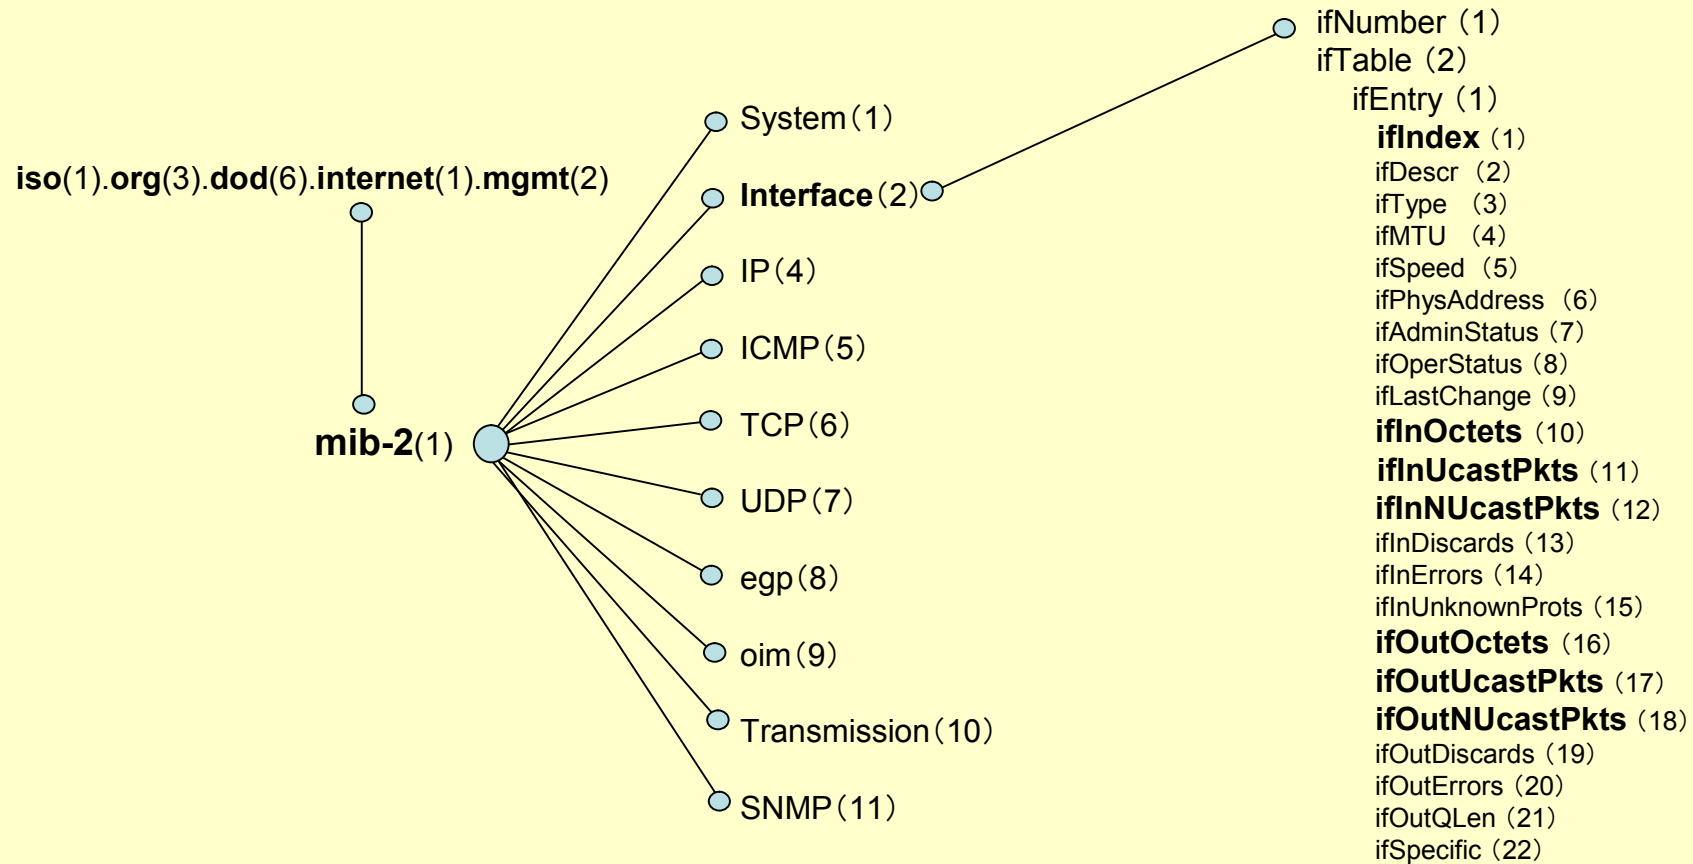 iso(1).org(3).dod(6).internet(1).mgmt(2)
mib-2(1)
System(1)
Interface(2)
IP(4)
ICMP(5)
TCP(6)
UDP(7)
egp(8)
oim(9)
Transmission(10)
SNMP(11)
ifNumber (1)
ifTable (2)
ifEntry (1)
ifIndex (1)
ifDescr (2)
ifType (3)
ifMTU (4)
ifSpeed (5)
ifPhysAddress (6)
ifAdminStatus (7)
ifOperStatus (8)
ifLastChange (9)
ifInOctets (10)
ifInUcastPkts (11)
ifInNUcastPkts (12)
ifInDiscards (13)
ifInErrors (14)
ifInUnknownProts (15)
ifOutOctets (16)
ifOutUcastPkts (17)
ifOutNUcastPkts (18)
ifOutDiscards (19)
ifOutErrors (20)
ifOutQLen (21)
ifSpecific (22)